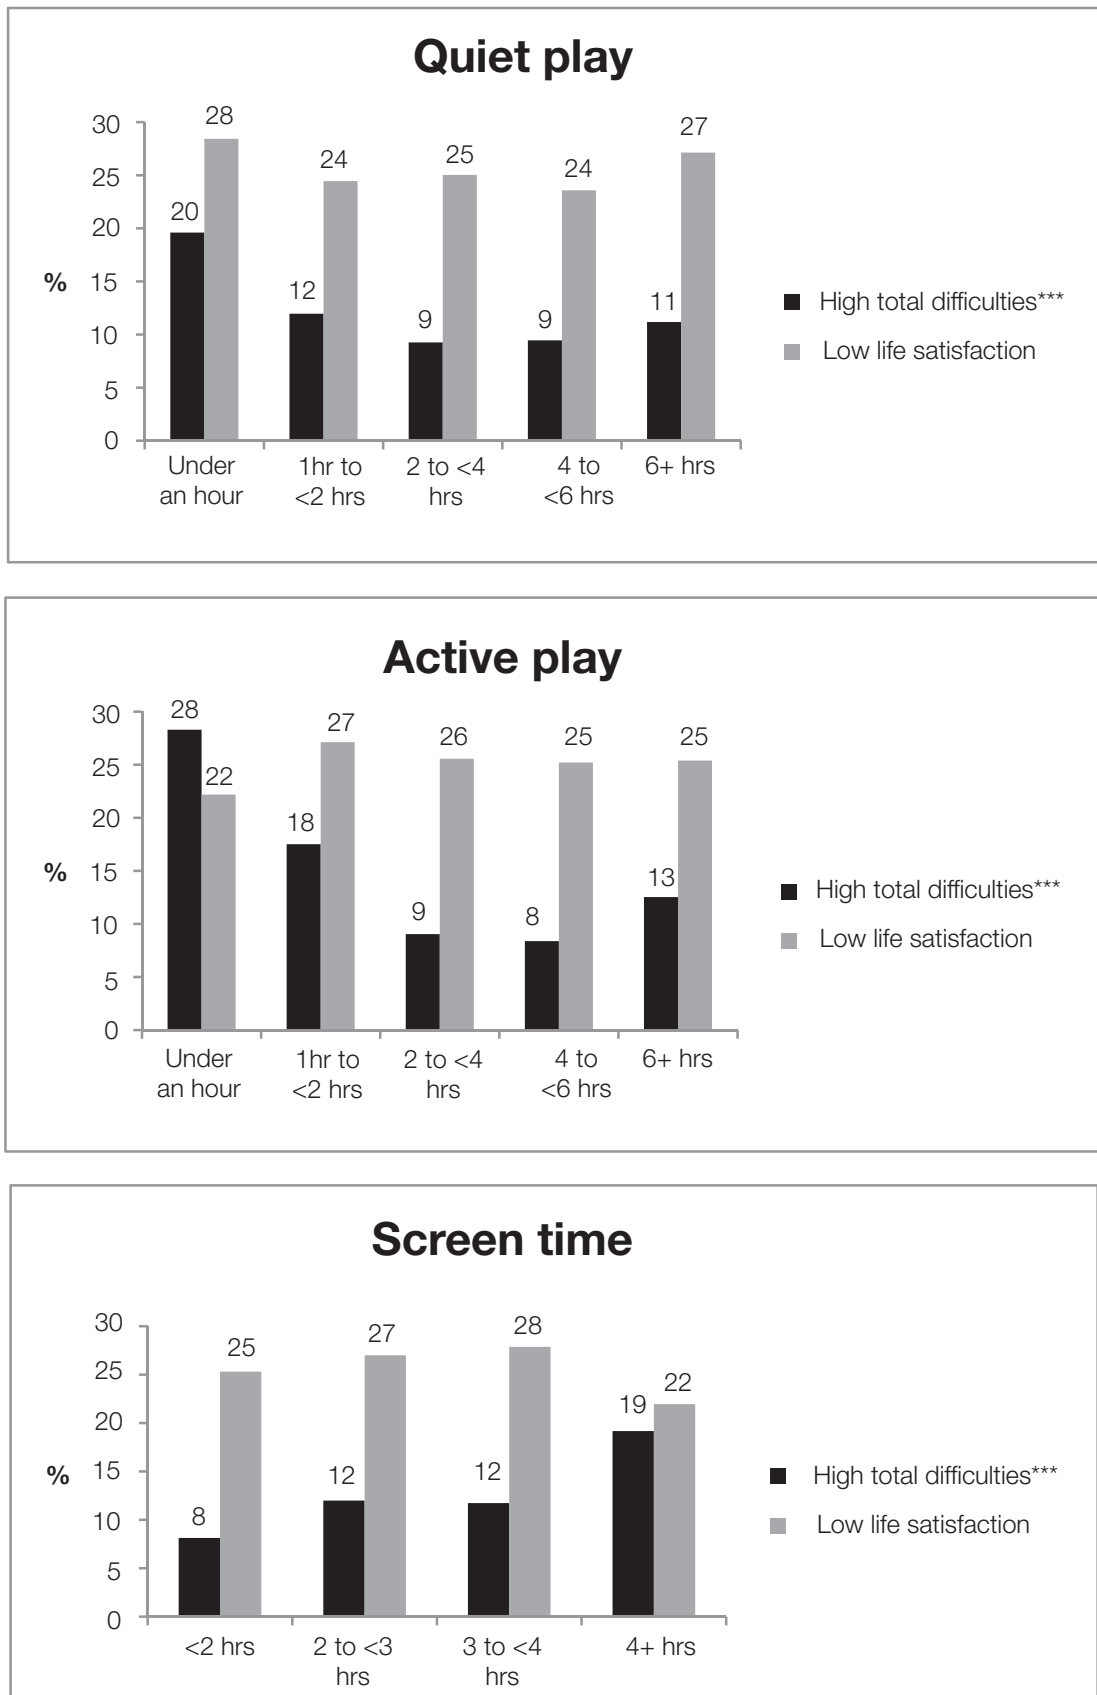 Quiet play
30
25
20
15
10
5
0
%
28
20
24
12
25
9
24
9
27
11
Under
an hour
1hr to
<2 hrs
2 to <4
hrs
4 to
<6 hrs
6+ hrs
High total difficulties***
Low life satisfaction
Active play
30
25
20
15
10
5
0
%
28
22
18
27
9
26
8
25
13
25
Under
an hour
1hr to
<2 hrs
2 to <4
hrs
4 to
<6 hrs
6+ hrs
High total difficulties***
Low life satisfaction
Screen time
30
25
20
15
10
5
0
%
8
25
12
27
12
28
19
22
<2 hrs
2 to <3
hrs
3 to <4
hrs
4+ hrs
High total difficulties***
Low life satisfaction